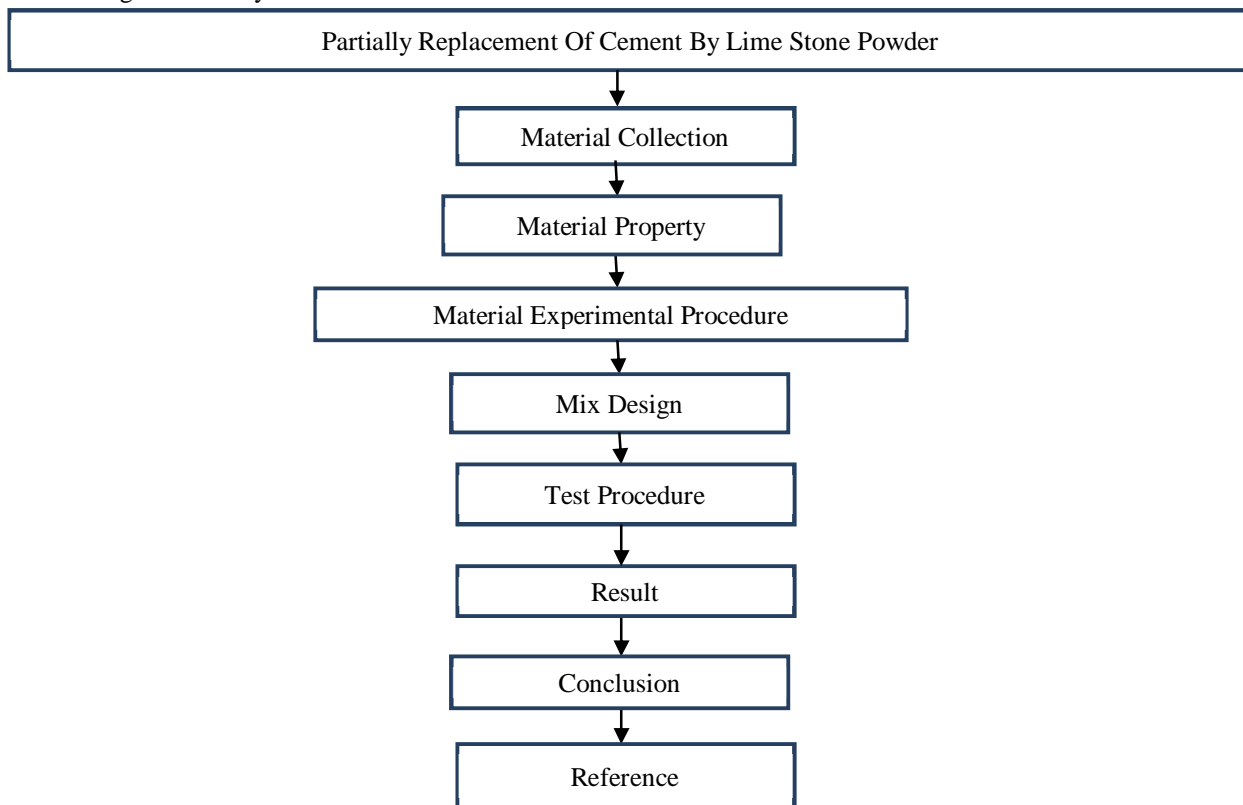 Partially Replacement Of Cement By Lime Stone Powder
Material Collection
Material Property
Material Experimental Procedure
Mix Design
Test Procedure
Result
Conclusion
Reference